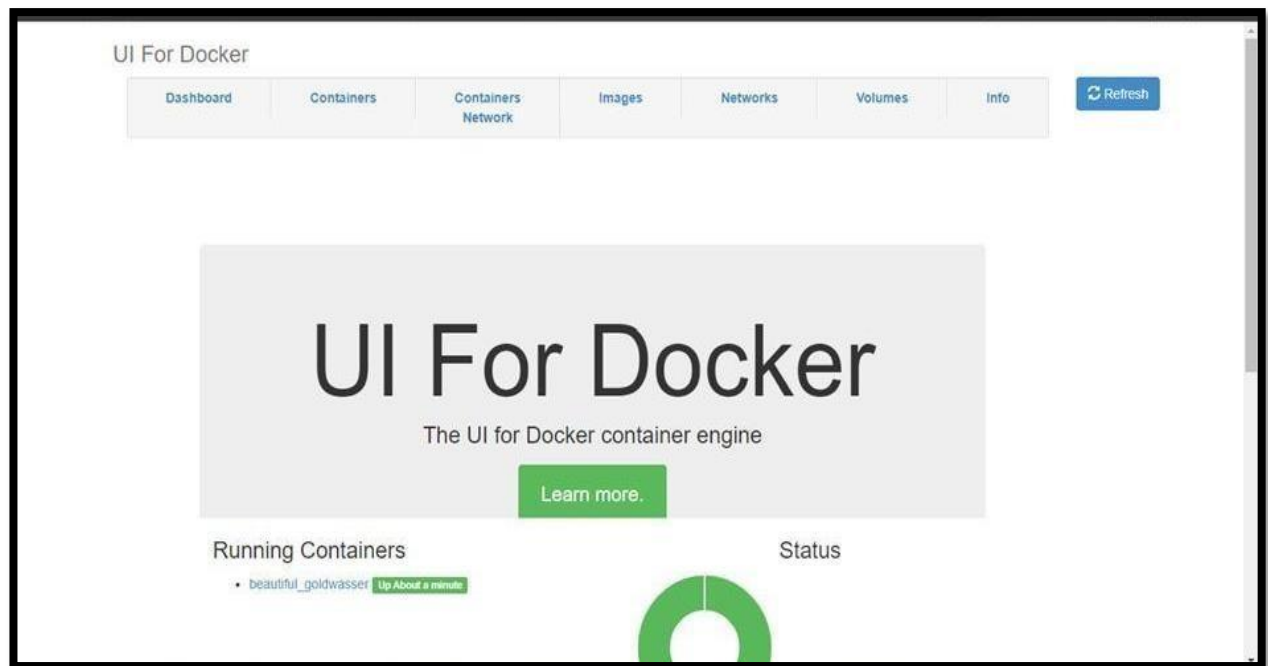 UI For Docker
Dashboard
Containers
Containers
Network
Images
Networks
Volumes
Info
Refresh
UI For Docker
The UI for Docker container engine
Learn more.
Running Containers
beautiful_goldwasser Up About a minute
Status